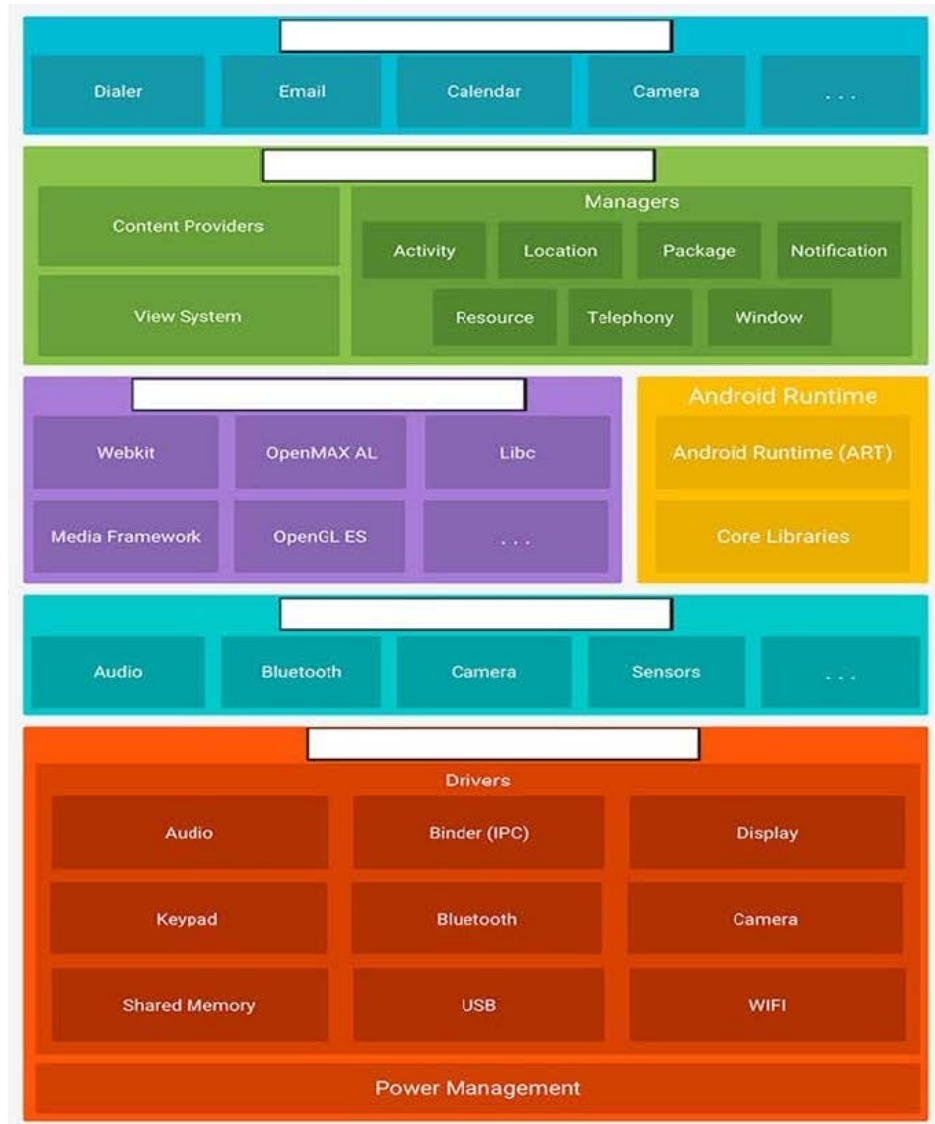 Dialer Email Calendar Camera . . .
Managers
Content Providers
Activity Location Package Notification
View System
Resource Telephony Window
Android Runtime
Webkit OpenMAX AL Libc Android Runtime (ART)
Media Framework OpenGL ES . . . Core Libraries
Audio Bluetooth Camera Sensors . . .
Drivers
Audio Binder (IPC) Display
Keypad Bluetooth Camera
Shared Memory USB WIFI
Power Management